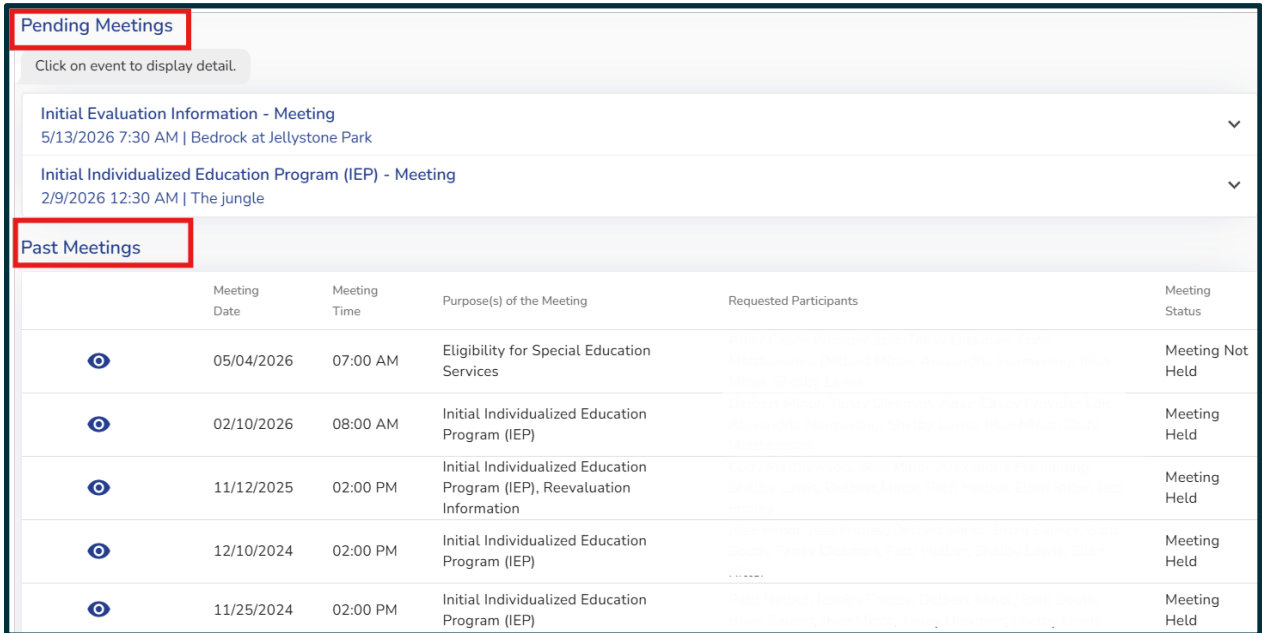 Pending Meetings
Click on event to display detail.
Initial Evaluation Information - Meeting
5/13/2026 7:30 AM | Bedrock at Jellystone Park
Initial Individualized Education Program (IEP) - Meeting
2/9/2026 12:30 AM | The jungle
Past Meetings
Meeting Date Meeting Time Purpose(s) of the Meeting Requested Participants Meeting Status
05/04/2026 07:00 AM Eligibility for Special Education Services Meeting Not Held
02/10/2026 08:00 AM Initial Individualized Education Program (IEP) Meeting Held
11/12/2025 02:00 PM Initial Individualized Education Program (IEP), Reevaluation Information Meeting Held
12/10/2024 02:00 PM Initial Individualized Education Program (IEP) Meeting Held
11/25/2024 02:00 PM Initial Individualized Education Program (IEP) Meeting Held